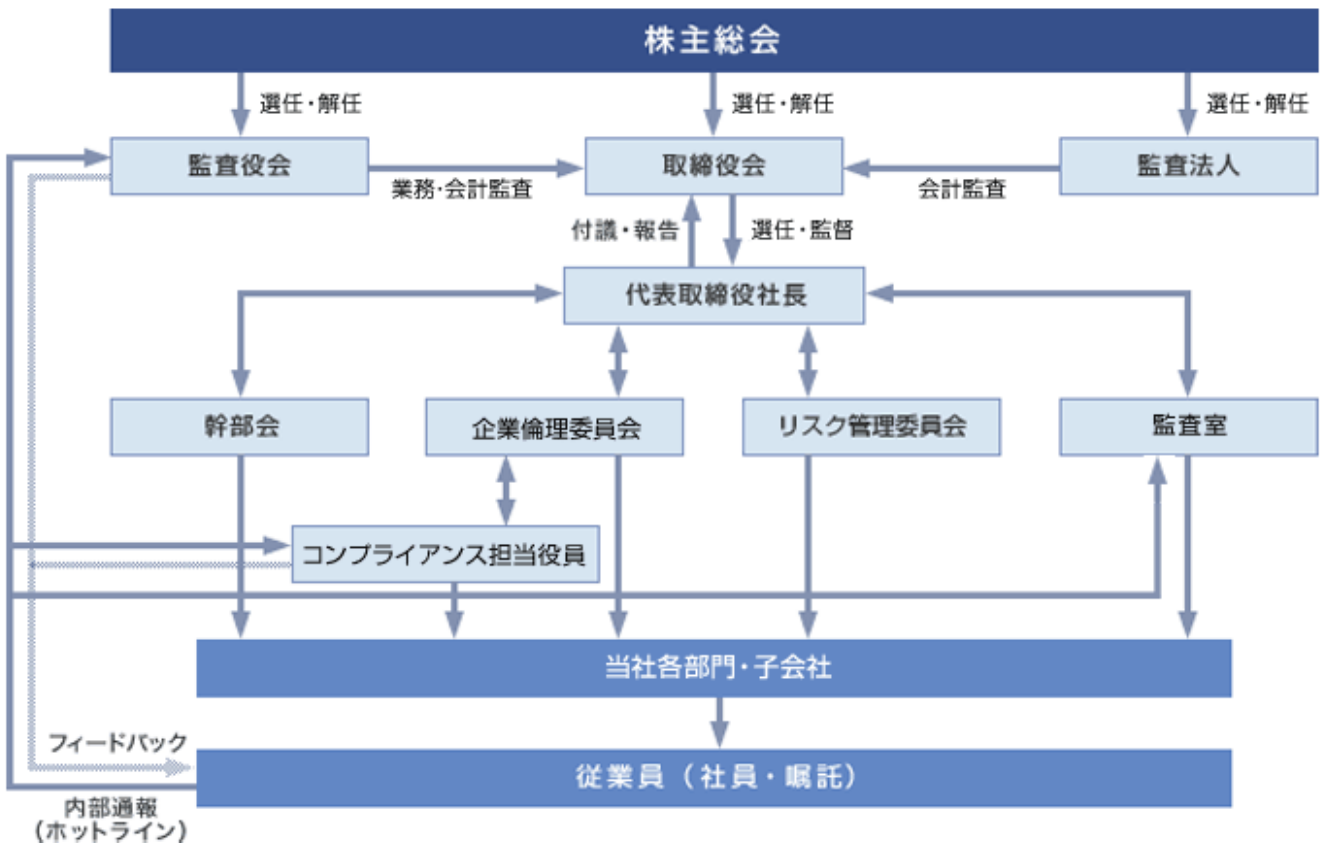 株主総会
選任・解任
選任・解任
選任・解任
監査役会
取締役会
監査法人
業務・会計監査
会計監査
付議・報告
選任・監督
代表取締役社長
幹部会
企業倫理委員会
リスク管理委員会
監査室
コンプライアンス担当役員
当社各部門・子会社
フィードバック
従業員（社員・嘱託）
内部通報
（ホットライン）